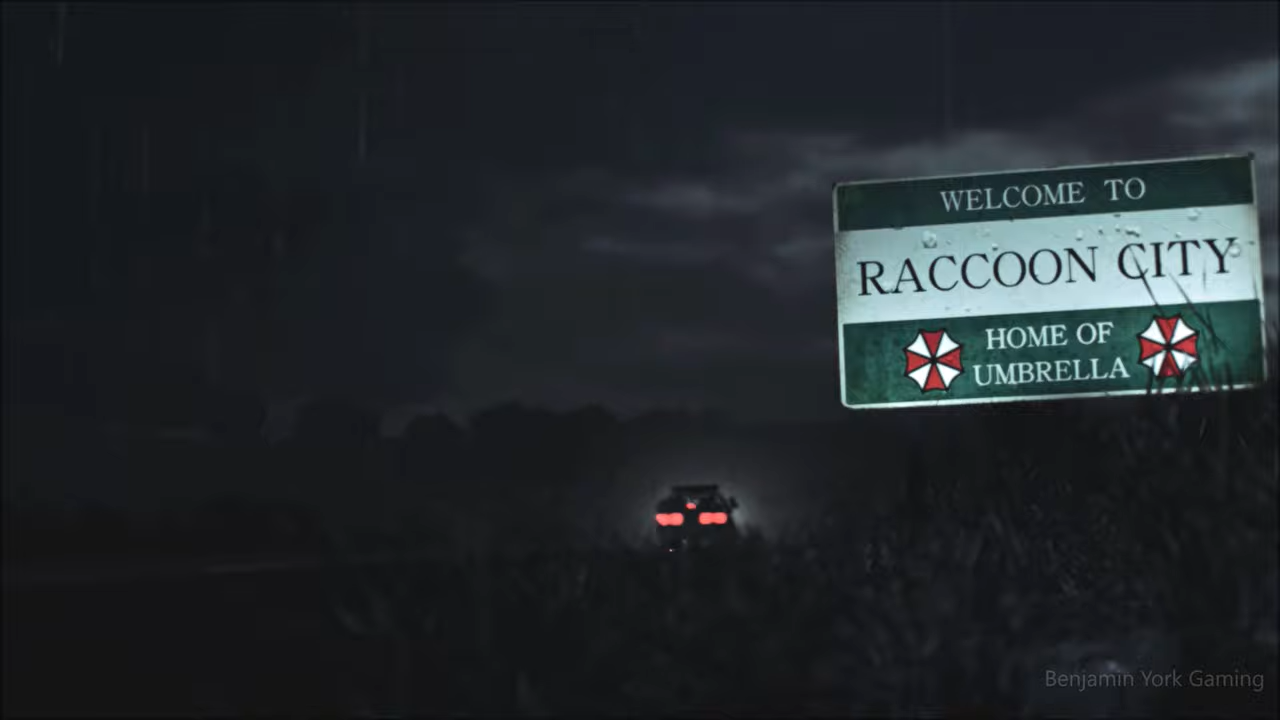 WELCOME TO
RACCOON CITY
HOME OF
UMBRELLA
Benjamin York Gaming